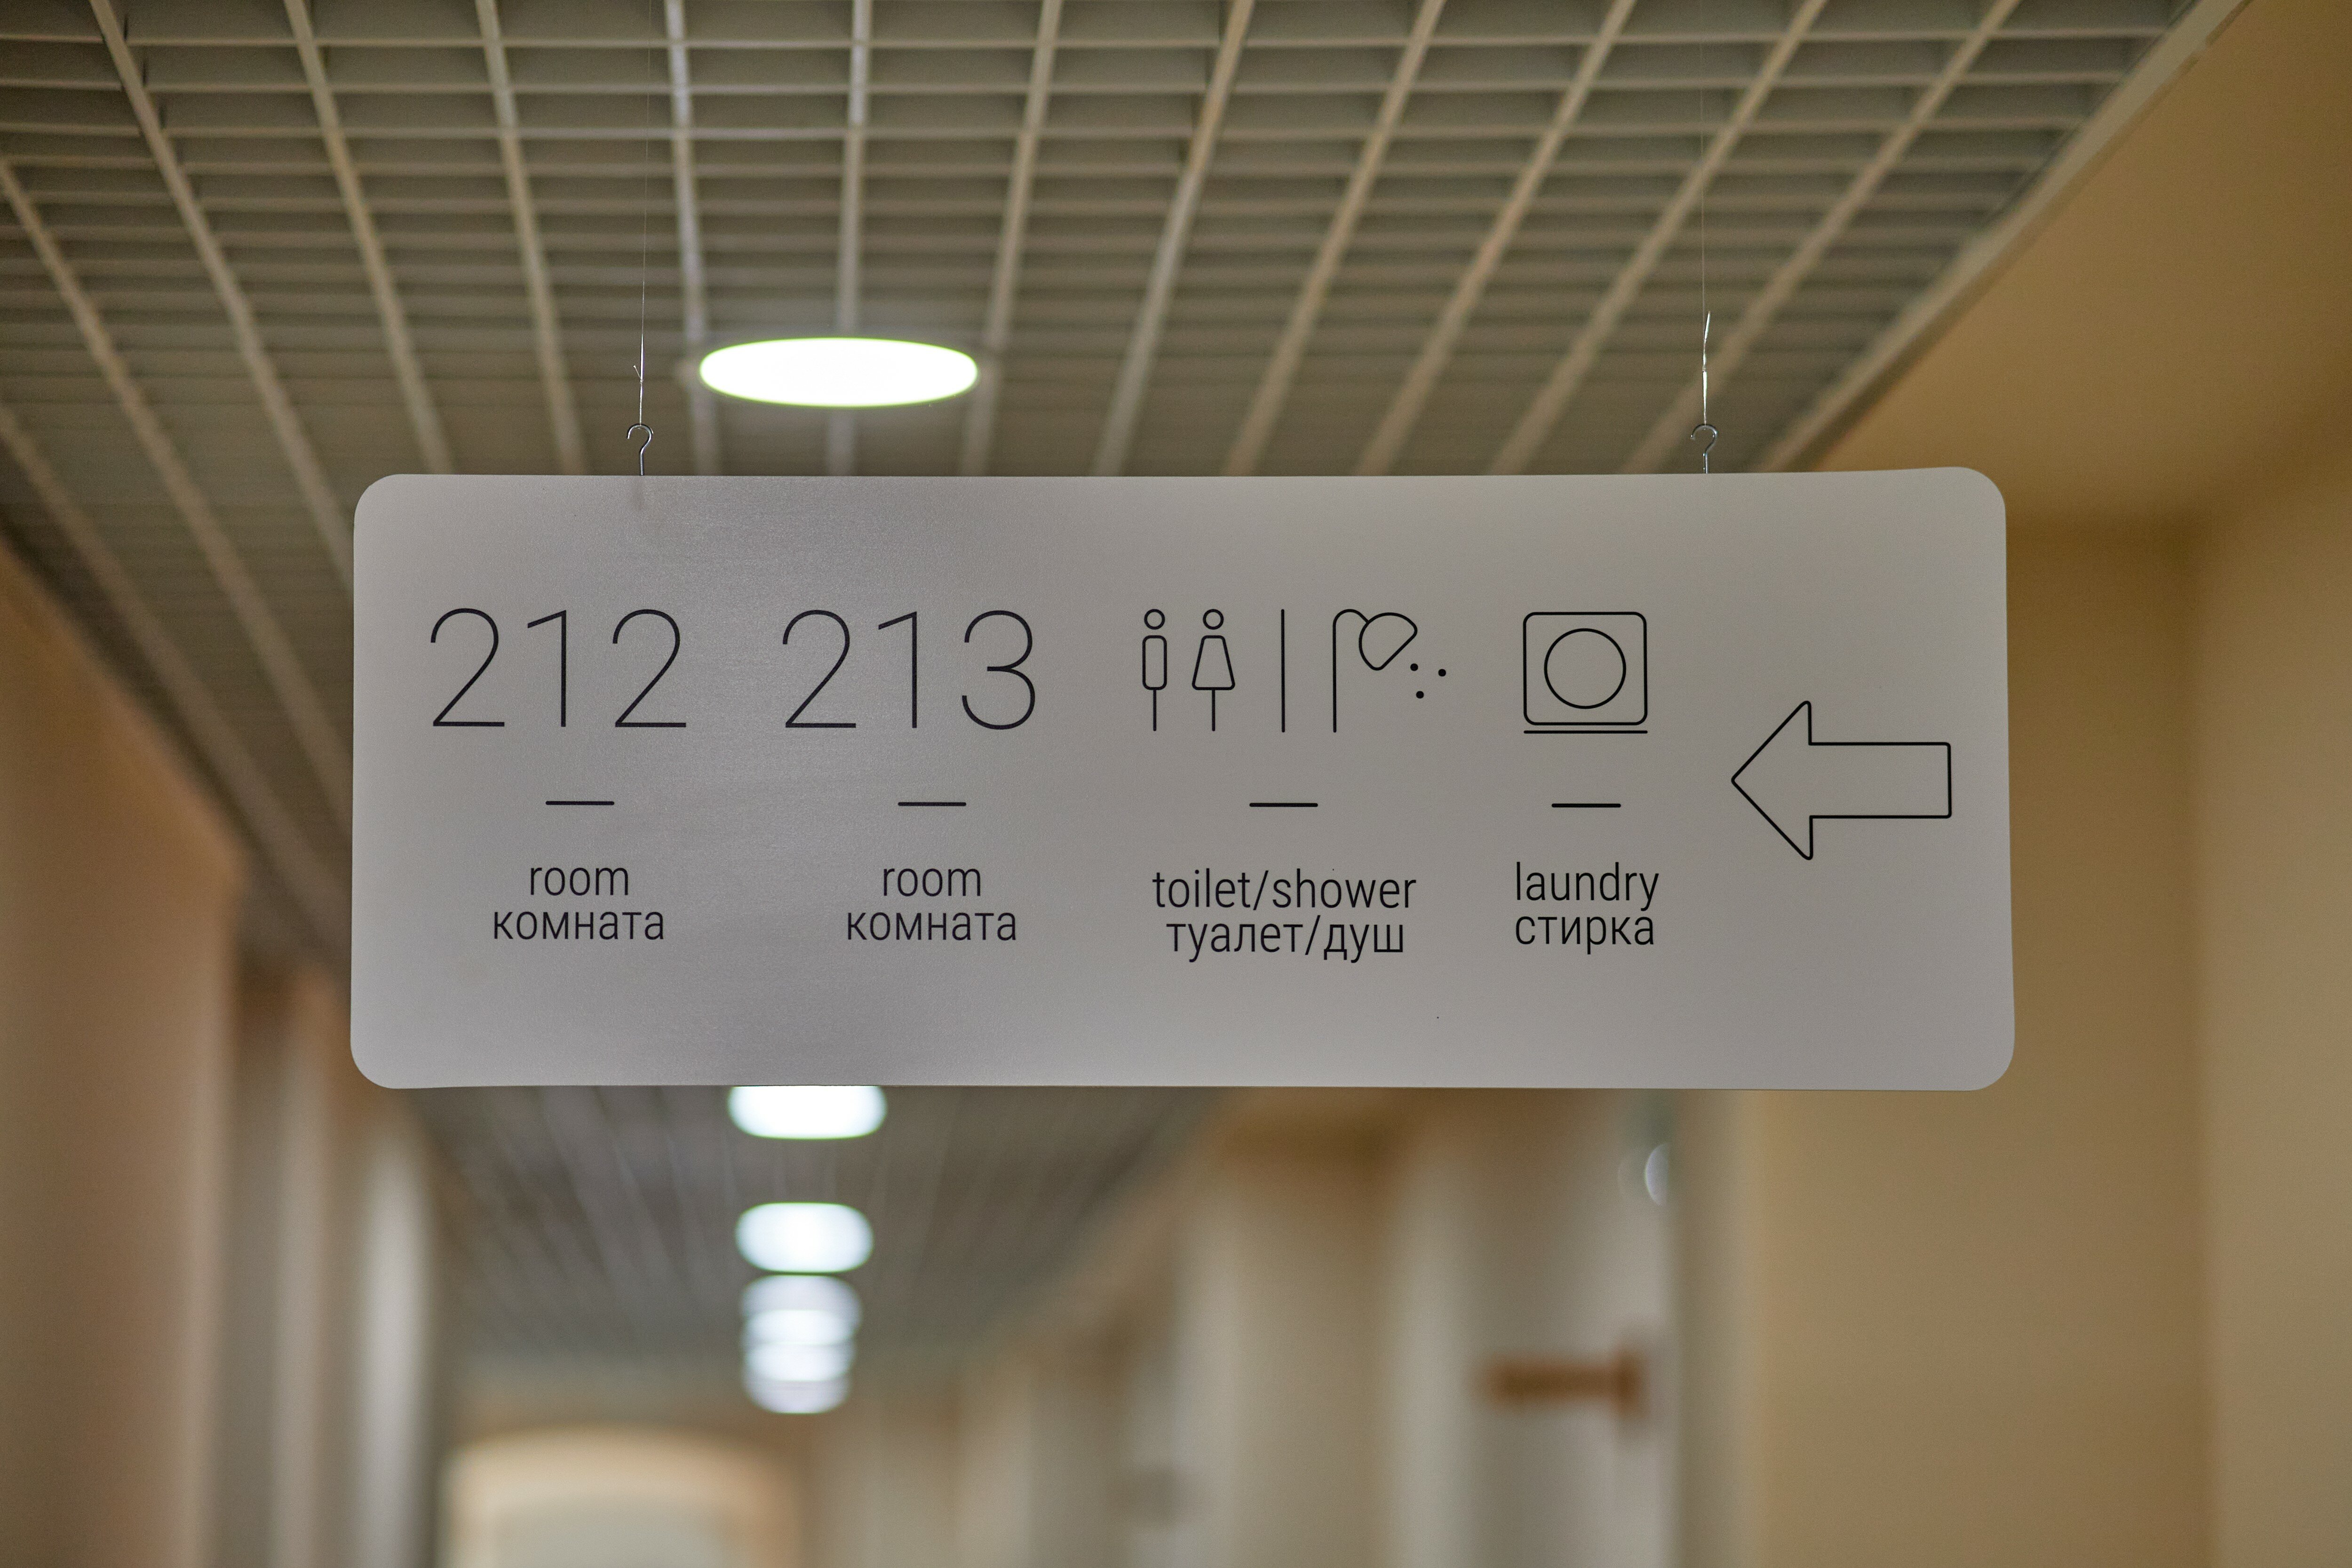 212 213
room room toilet/shower laundry
комната комната туалет/душ стирка